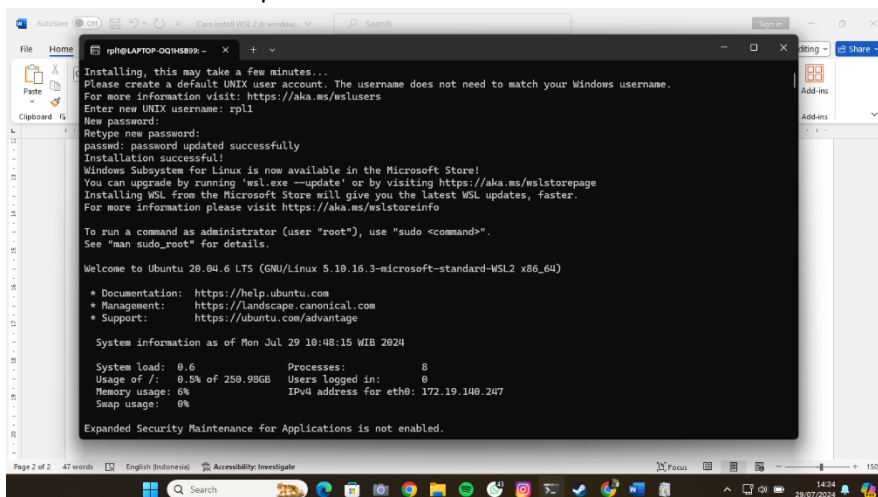 AutoSave Off Cara install WSL 2 di window... Search Sign in
File Home diting Share
rpl1@LAPTOP-OQ1HSB99: ~
Paste
Clipboard
Add-ins
Add-ins
Installing, this may take a few minutes...
Please create a default UNIX user account. The username does not need to match your Windows username.
For more information visit: https://aka.ms/wslusers
Enter new UNIX username: rpl1
New password:
Retype new password:
passwd: password updated successfully
Installation successful!
Windows Subsystem for Linux is now available in the Microsoft Store!
You can upgrade by running 'wsl.exe --update' or by visiting https://aka.ms/wslstorepage
Installing WSL from the Microsoft Store will give you the latest WSL updates, faster.
For more information please visit https://aka.ms/wslstoreinfo
To run a command as administrator (user "root"), use "sudo <command>".
See "man sudo_root" for details.
Welcome to Ubuntu 20.04.6 LTS (GNU/Linux 5.10.16.3-microsoft-standard-WSL2 x86_64)
* Documentation: https://help.ubuntu.com
* Management: https://landscape.canonical.com
* Support: https://ubuntu.com/advantage
System information as of Mon Jul 29 10:48:15 WIB 2024
System load: 0.6 Processes: 8
Usage of /: 0.5% of 250.98GB Users logged in: 0
Memory usage: 6% IPv4 address for eth0: 172.19.140.247
Swap usage: 0%
Expanded Security Maintenance for Applications is not enabled.
Page 2 of 2 47 words English (Indonesia) Accessibility: Investigate Focus 150
Search 14:24
29/07/2024